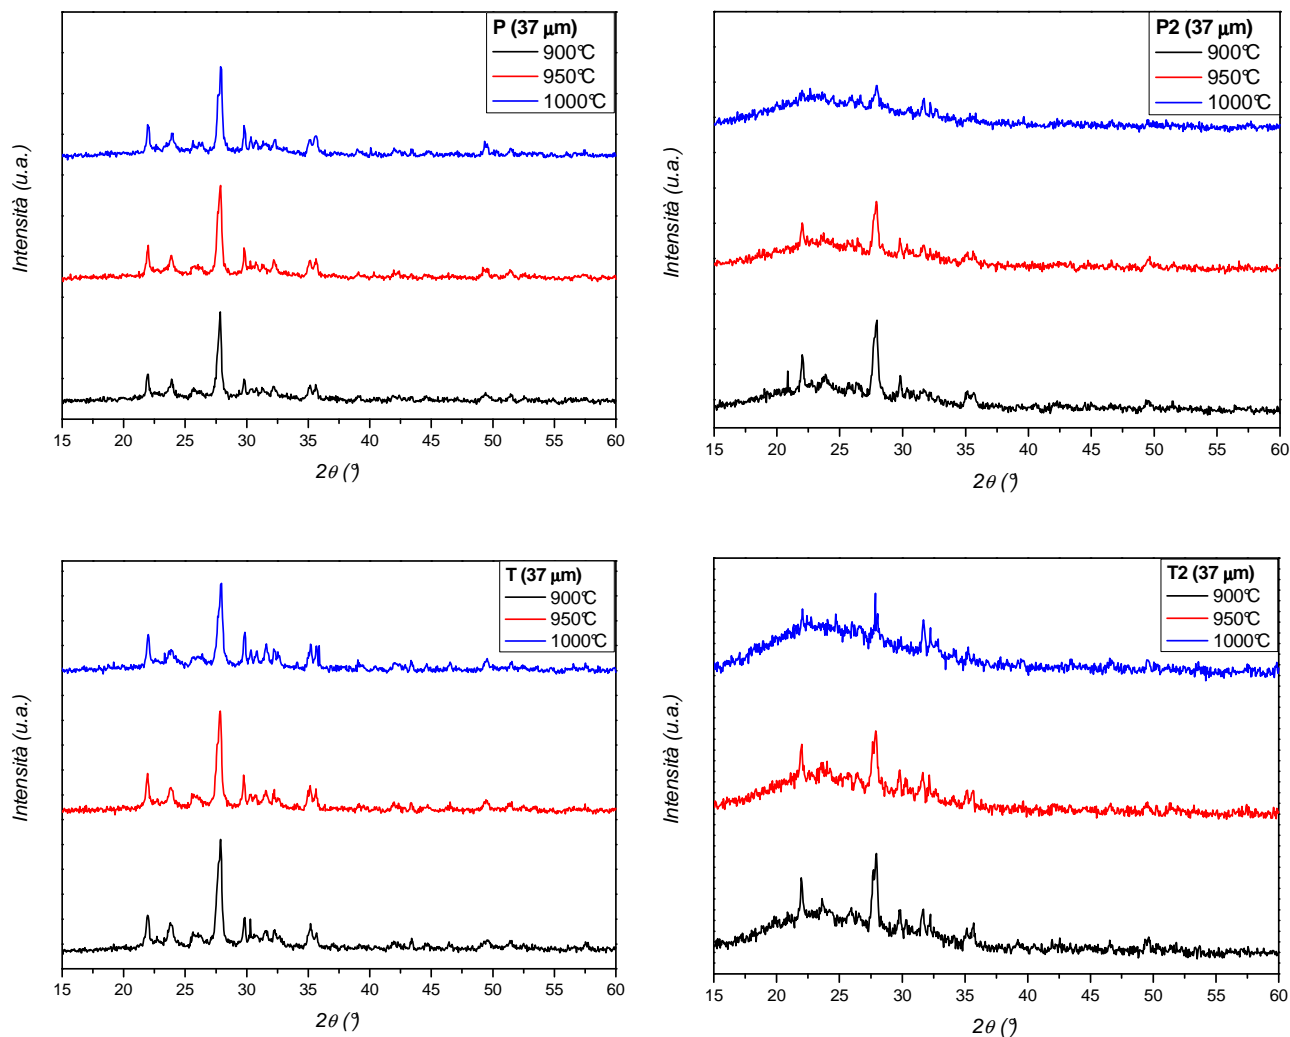 P (37 μm)
900℃
950℃
1000℃
Intensità (u.a.)
15 20 25 30 35 40 45 50 55 60
2θ (°)
P2 (37 μm)
900℃
950℃
1000℃
Intensità (u.a.)
15 20 25 30 35 40 45 50 55 60
2θ (°)
T (37 μm)
900℃
950℃
1000℃
Intensità (u.a.)
15 20 25 30 35 40 45 50 55 60
2θ (°)
T2 (37 μm)
900℃
950℃
1000℃
Intensità (u.a.)
15 20 25 30 35 40 45 50 55 60
2θ (°)